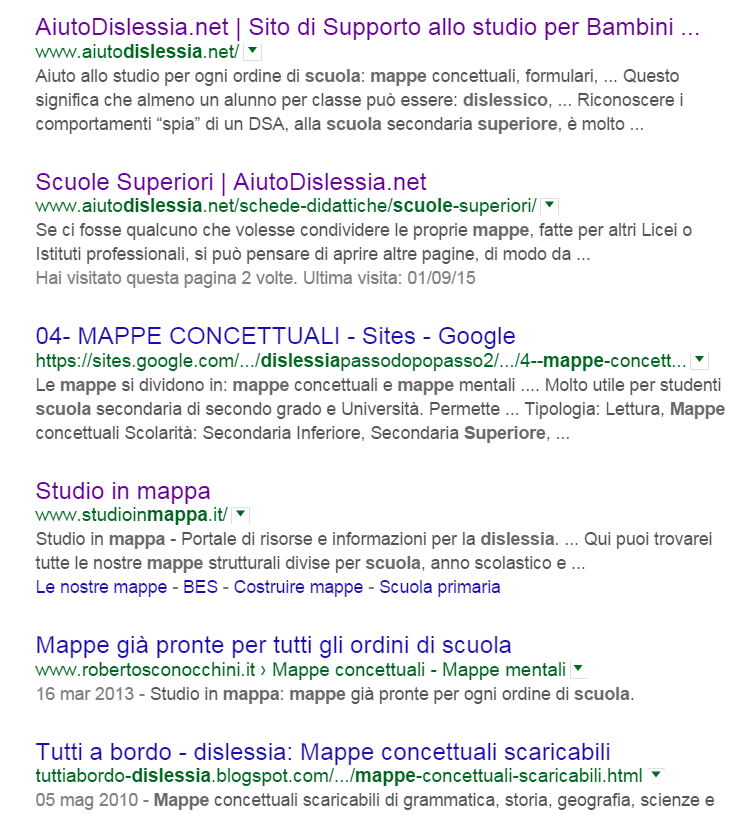 AiutoDislessia.net | Sito di Supporto allo studio per Bambini ...
www.aiutodislessia.net/
Aiuto allo studio per ogni ordine di scuola: mappe concettuali, formulari, ... Questo
significa che almeno un alunno per classe può essere: dislessico, ... Riconoscere i
comportamenti “spia” di un DSA, alla scuola secondaria superiore, è molto ...
Scuole Superiori | AiutoDislessia.net
www.aiutodislessia.net/schede-didattiche/scuole-superiori/
Se ci fosse qualcuno che volesse condividere le proprie mappe, fatte per altri Licei o
Istituti professionali, si può pensare di aprire altre pagine, di modo da ...
Hai visitato questa pagina 2 volte. Ultima visita: 01/09/15
04- MAPPE CONCETTUALI - Sites - Google
https://sites.google.com/.../dislessiapassodopopasso2/.../4--mappe-concett...
Le mappe si dividono in: mappe concettuali e mappe mentali .... Molto utile per studenti
scuola secondaria di secondo grado e Università. Permette ... Tipologia: Lettura, Mappe
concettuali Scolarità: Secondaria Inferiore, Secondaria Superiore, ...
Studio in mappa
www.studioinmappa.it/
Studio in mappa - Portale di risorse e informazioni per la dislessia. ... Qui puoi trovarei
tutte le nostre mappe strutturali divise per scuola, anno scolastico e ...
Le nostre mappe - BES - Costruire mappe - Scuola primaria
Mappe già pronte per tutti gli ordini di scuola
www.robertosconocchini.it › Mappe concettuali - Mappe mentali
16 mar 2013 - Studio in mappa: mappe già pronte per ogni ordine di scuola.
Tutti a bordo - dislessia: Mappe concettuali scaricabili
tuttiabordo-dislessia.blogspot.com/.../mappe-concettuali-scaricabili.html
05 mag 2010 - Mappe concettuali scaricabili di grammatica, storia, geografia, scienze e